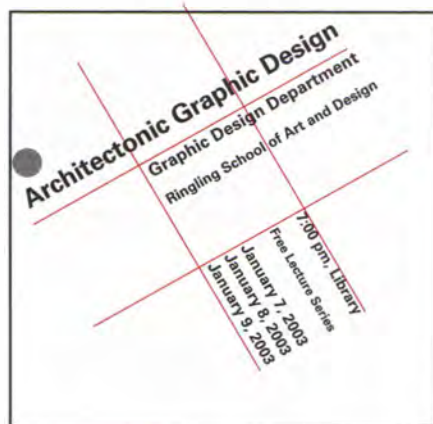 Architectonic Graphic Design
Graphic Design Department
Ringling School of Art and Design
7:00 pm, Library
Free Lecture Series
January 7, 2003
January 8, 2003
January 9, 2003